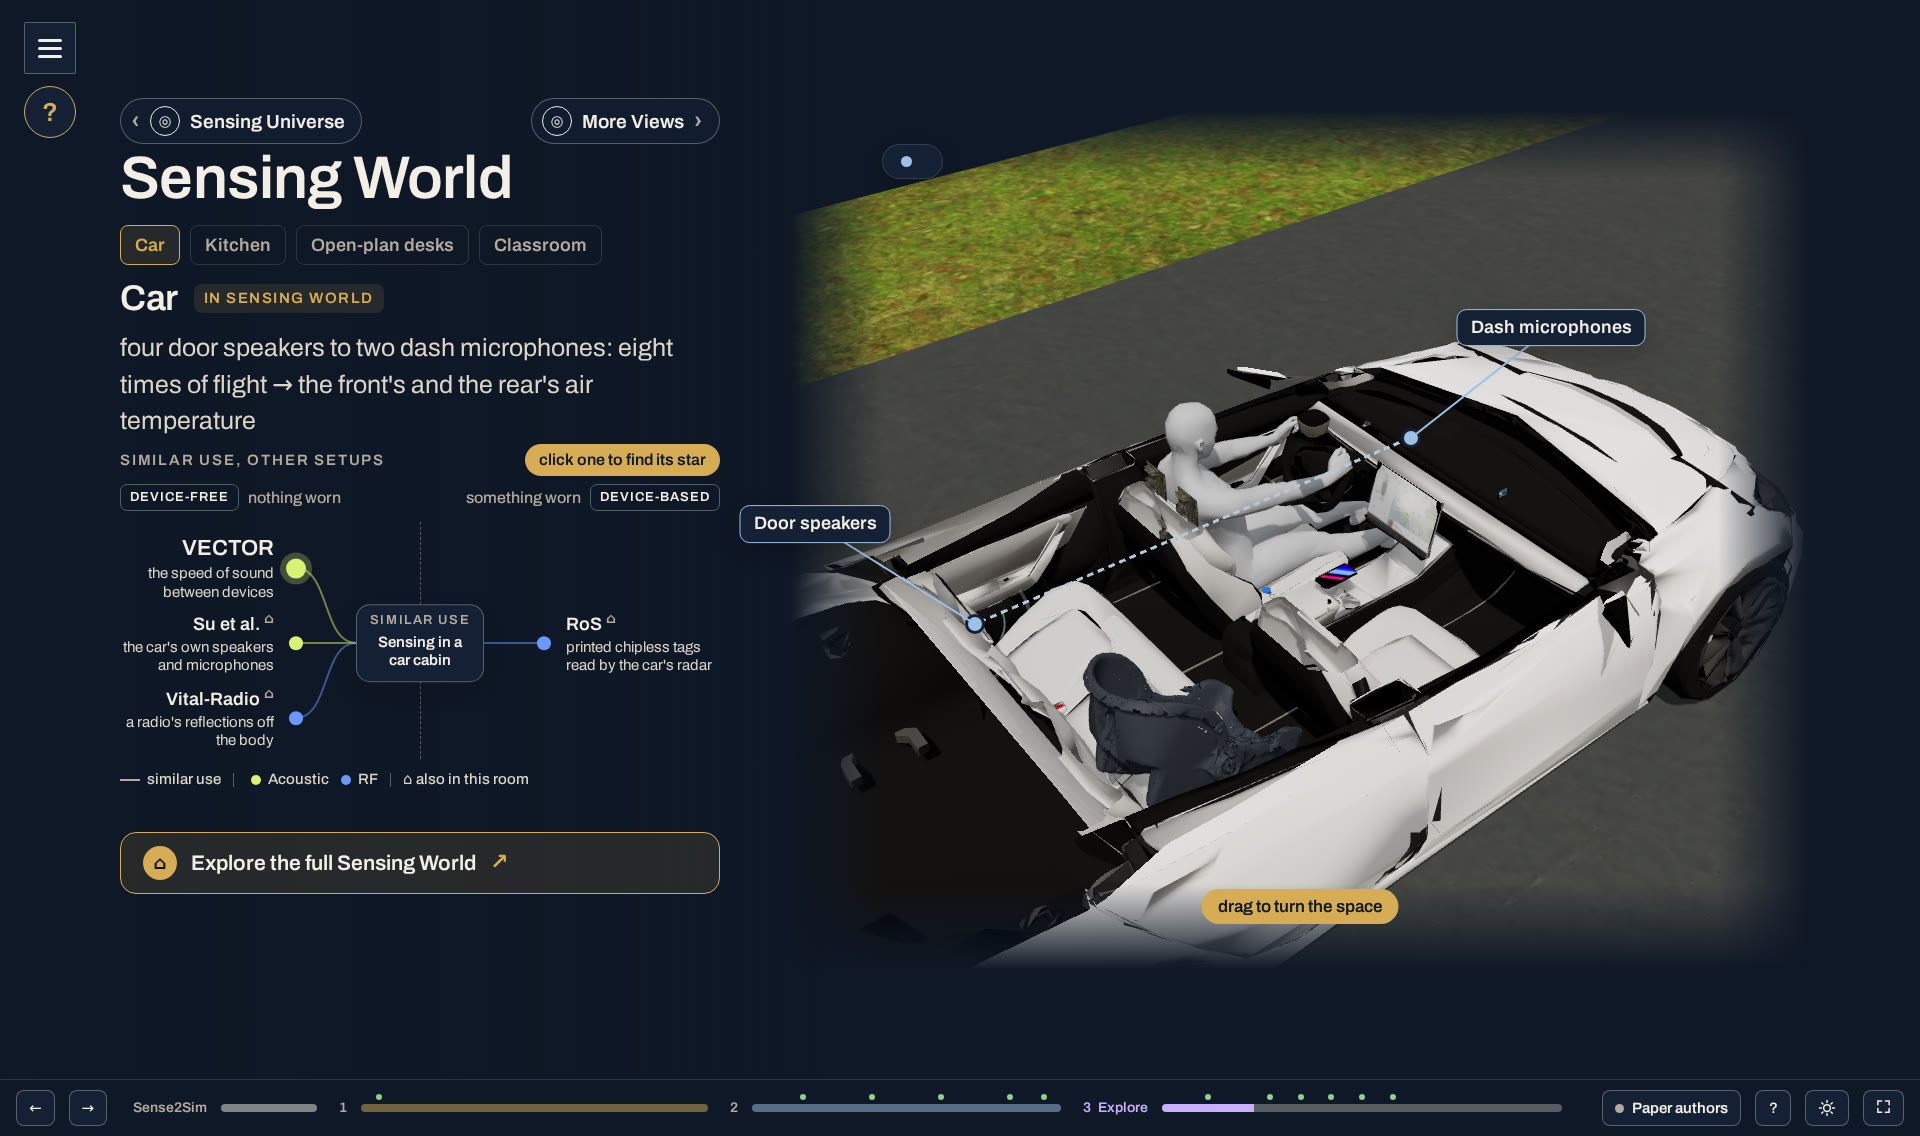 ?
‹ Sensing Universe
More Views ›
Sensing World
Car
Kitchen
Open-plan desks
Classroom
Car
IN SENSING WORLD
four door speakers to two dash microphones: eight
times of flight → the front's and the rear's air
temperature
SIMILAR USE, OTHER SETUPS
click one to find its star
DEVICE-FREE nothing worn
something worn DEVICE-BASED
VECTOR
the speed of sound
between devices
Su et al. ⌂
the car's own speakers
and microphones
Vital-Radio ⌂
a radio's reflections off
the body
SIMILAR USE
Sensing in a
car cabin
RoS ⌂
printed chipless tags
read by the car's radar
similar use | Acoustic RF | ⌂ also in this room
⌂ Explore the full Sensing World ↗
Dash microphones
Door speakers
drag to turn the space
← → Sense2Sim 1 2 3 Explore Paper authors ?